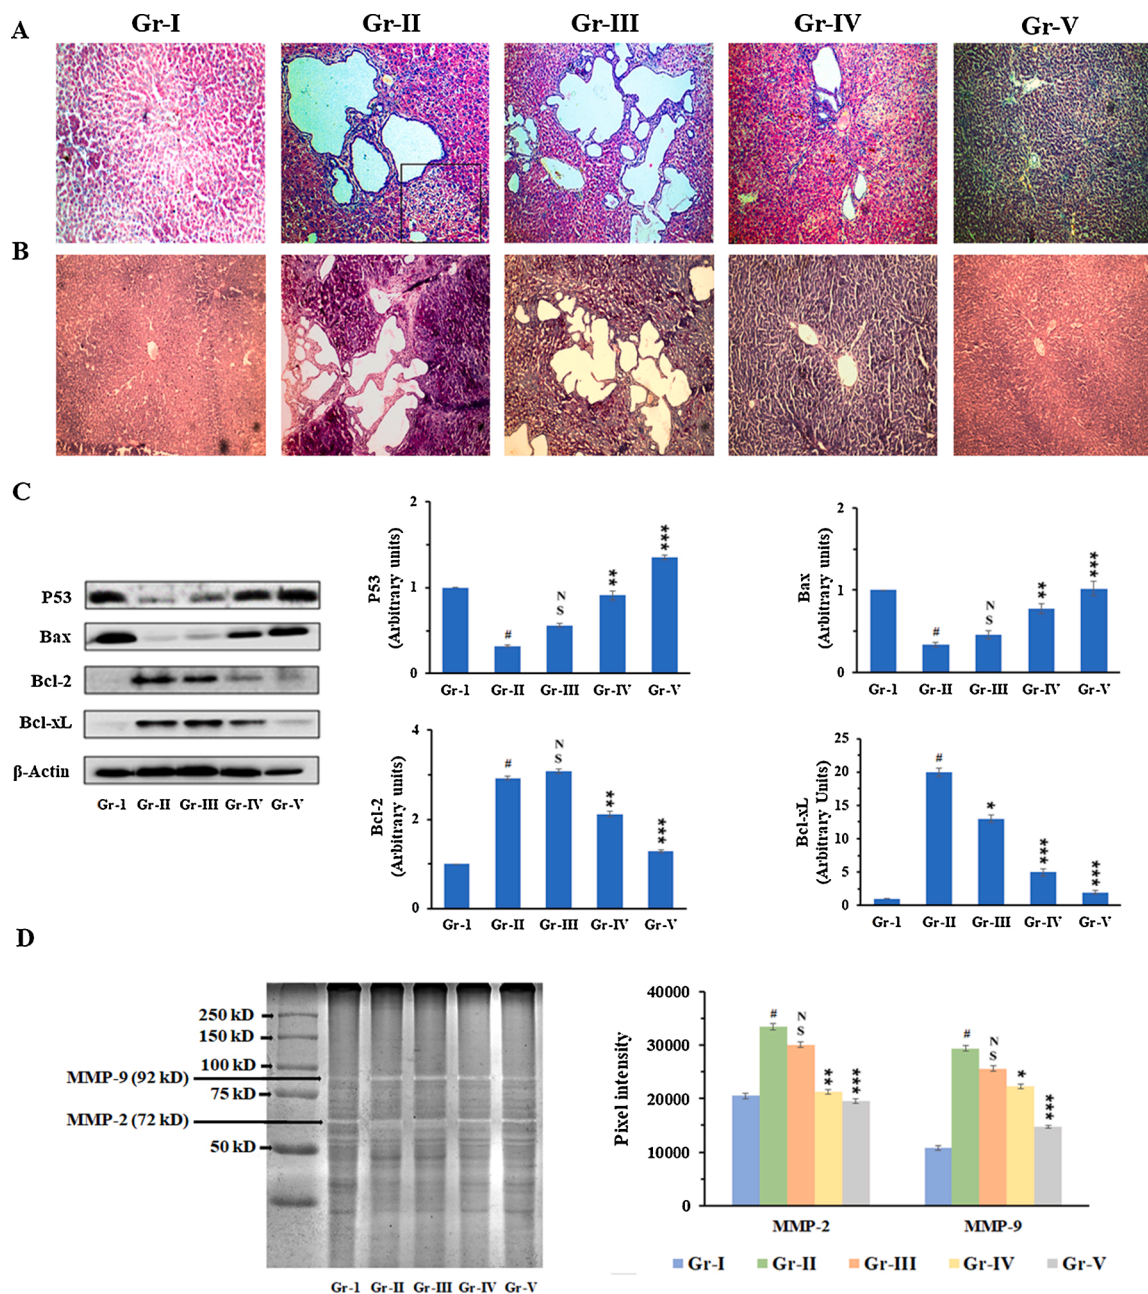 A
Gr-I Gr-II Gr-III Gr-IV Gr-V
B
C
P53
Bax
Bcl-2
Bcl-xL
β-Actin
Gr-1 Gr-II Gr-III Gr-IV Gr-V
P53
(Arbitrary units)
2
1
0
#
N
S
**
***
Gr-1 Gr-II Gr-III Gr-IV Gr-V
Bax
(Arbitrary units)
2
1
0
#
N
S
**
***
Gr-1 Gr-II Gr-III Gr-IV Gr-V
Bcl-2
(Arbitrary units)
4
2
0
#
N
S
**
***
Gr-1 Gr-II Gr-III Gr-IV Gr-V
Bcl-xL
(Arbitrary Units)
25
20
15
10
5
0
#
*
***
***
Gr-1 Gr-II Gr-III Gr-IV Gr-V
D
250 kD
150 kD
100 kD
MMP-9 (92 kD)
75 kD
MMP-2 (72 kD)
50 kD
Gr-1 Gr-II Gr-III Gr-IV Gr-V
Pixel intensity
40000
30000
20000
10000
0
#
N
S
**
***
#
N
S
*
***
MMP-2 MMP-9
Gr-I Gr-II Gr-III Gr-IV Gr-V